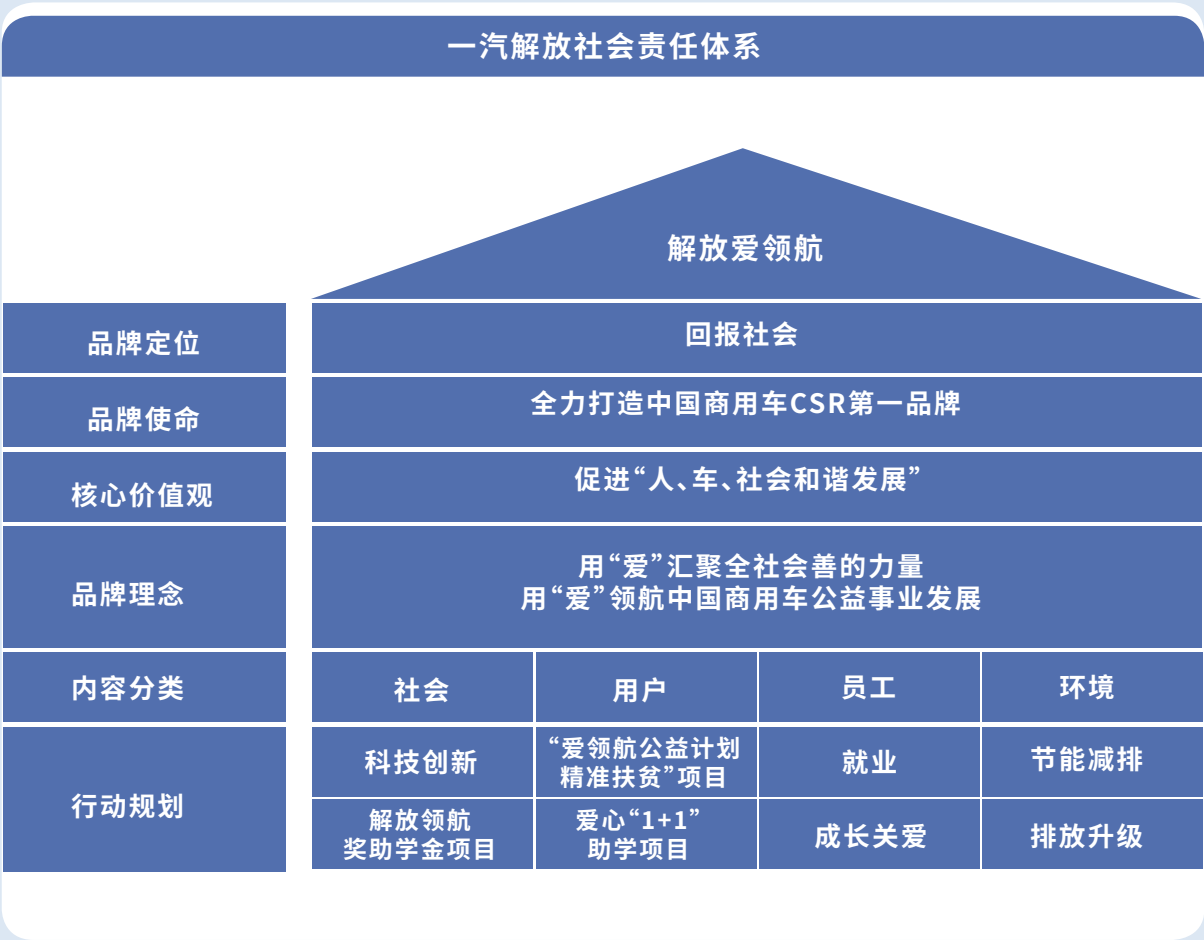 一汽解放社会责任体系
解放爱领航
品牌定位
回报社会
品牌使命
全力打造中国商用车CSR第一品牌
核心价值观
促进“人、车、社会和谐发展”
品牌理念
用“爱”汇聚全社会善的力量
用“爱”领航中国商用车公益事业发展
内容分类
社会
用户
员工
环境
行动规划
科技创新
“爱领航公益计划
精准扶贫”项目
就业
节能减排
解放领航
奖助学金项目
爱心“1+1”
助学项目
成长关爱
排放升级